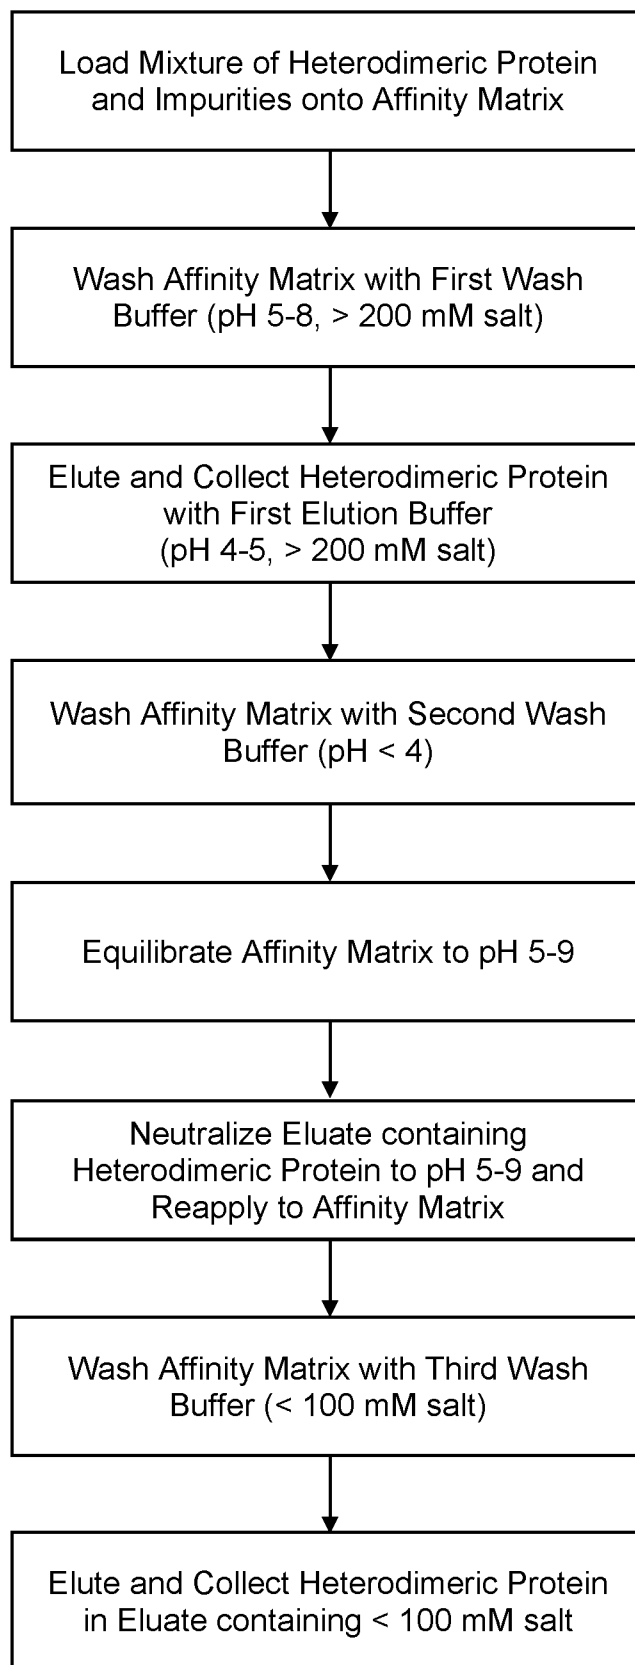 Load Mixture of Heterodimeric Protein
and Impurities onto Affinity Matrix
Wash Affinity Matrix with First Wash
Buffer (pH 5-8, > 200 mM salt)
Elute and Collect Heterodimeric Protein
with First Elution Buffer
(pH 4-5, > 200 mM salt)
Wash Affinity Matrix with Second Wash
Buffer (pH < 4)
Equilibrate Affinity Matrix to pH 5-9
Neutralize Eluate containing
Heterodimeric Protein to pH 5-9 and
Reapply to Affinity Matrix
Wash Affinity Matrix with Third Wash
Buffer (< 100 mM salt)
Elute and Collect Heterodimeric Protein
in Eluate containing < 100 mM salt